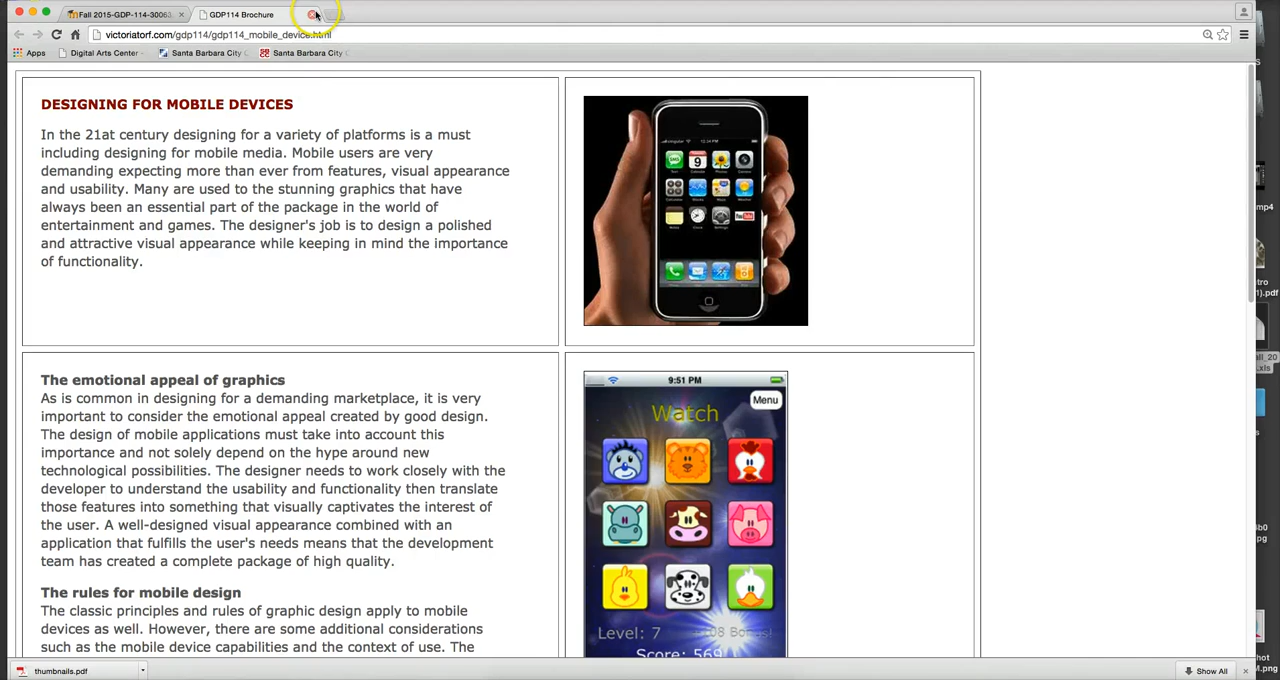 Fall 2015-GDP-114-30063
GDP114 Brochure
victoriatorf.com/gdp114/gdp114_mobile_device.html
Apps
Digital Arts Center -
Santa Barbara City
Santa Barbara City
DESIGNING FOR MOBILE DEVICES
In the 21at century designing for a variety of platforms is a must
including designing for mobile media. Mobile users are very
demanding expecting more than ever from features, visual appearance
and usability. Many are used to the stunning graphics that have
always been an essential part of the package in the world of
entertainment and games. The designer's job is to design a polished
and attractive visual appearance while keeping in mind the importance
of functionality.
9
The emotional appeal of graphics
As is common in designing for a demanding marketplace, it is very
important to consider the emotional appeal created by good design.
The design of mobile applications must take into account this
importance and not solely depend on the hype around new
technological possibilities. The designer needs to work closely with the
developer to understand the usability and functionality then translate
those features into something that visually captivates the interest of
the user. A well-designed visual appearance combined with an
application that fulfills the user's needs means that the development
team has created a complete package of high quality.
9:51 PM
Menu
Watch
Level: 7
Bonus!
Score: 569
The rules for mobile design
The classic principles and rules of graphic design apply to mobile
devices as well. However, there are some additional considerations
such as the mobile device capabilities and the context of use. The
mp4
.xls
thumbnails.pdf
Show All